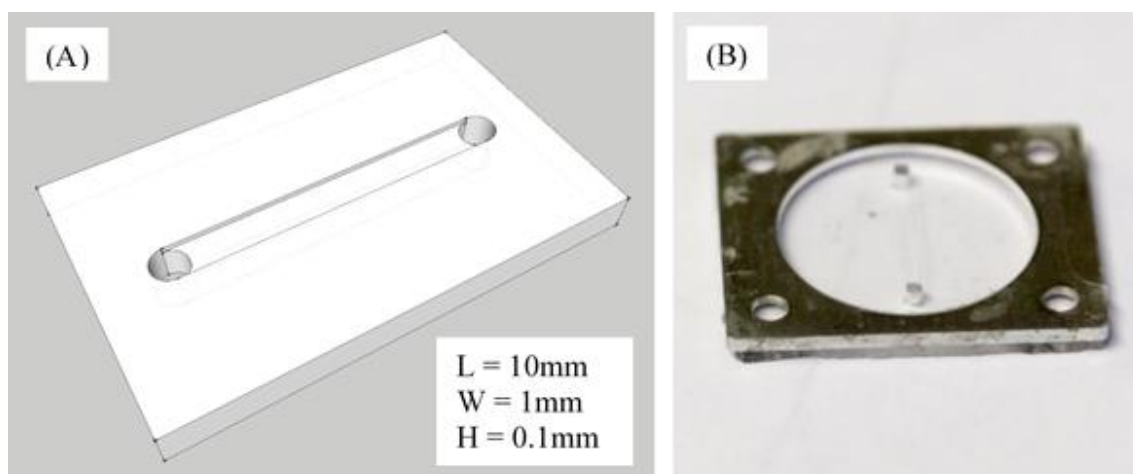 (A)
(B)
L = 10mm
W = 1mm
H = 0.1mm